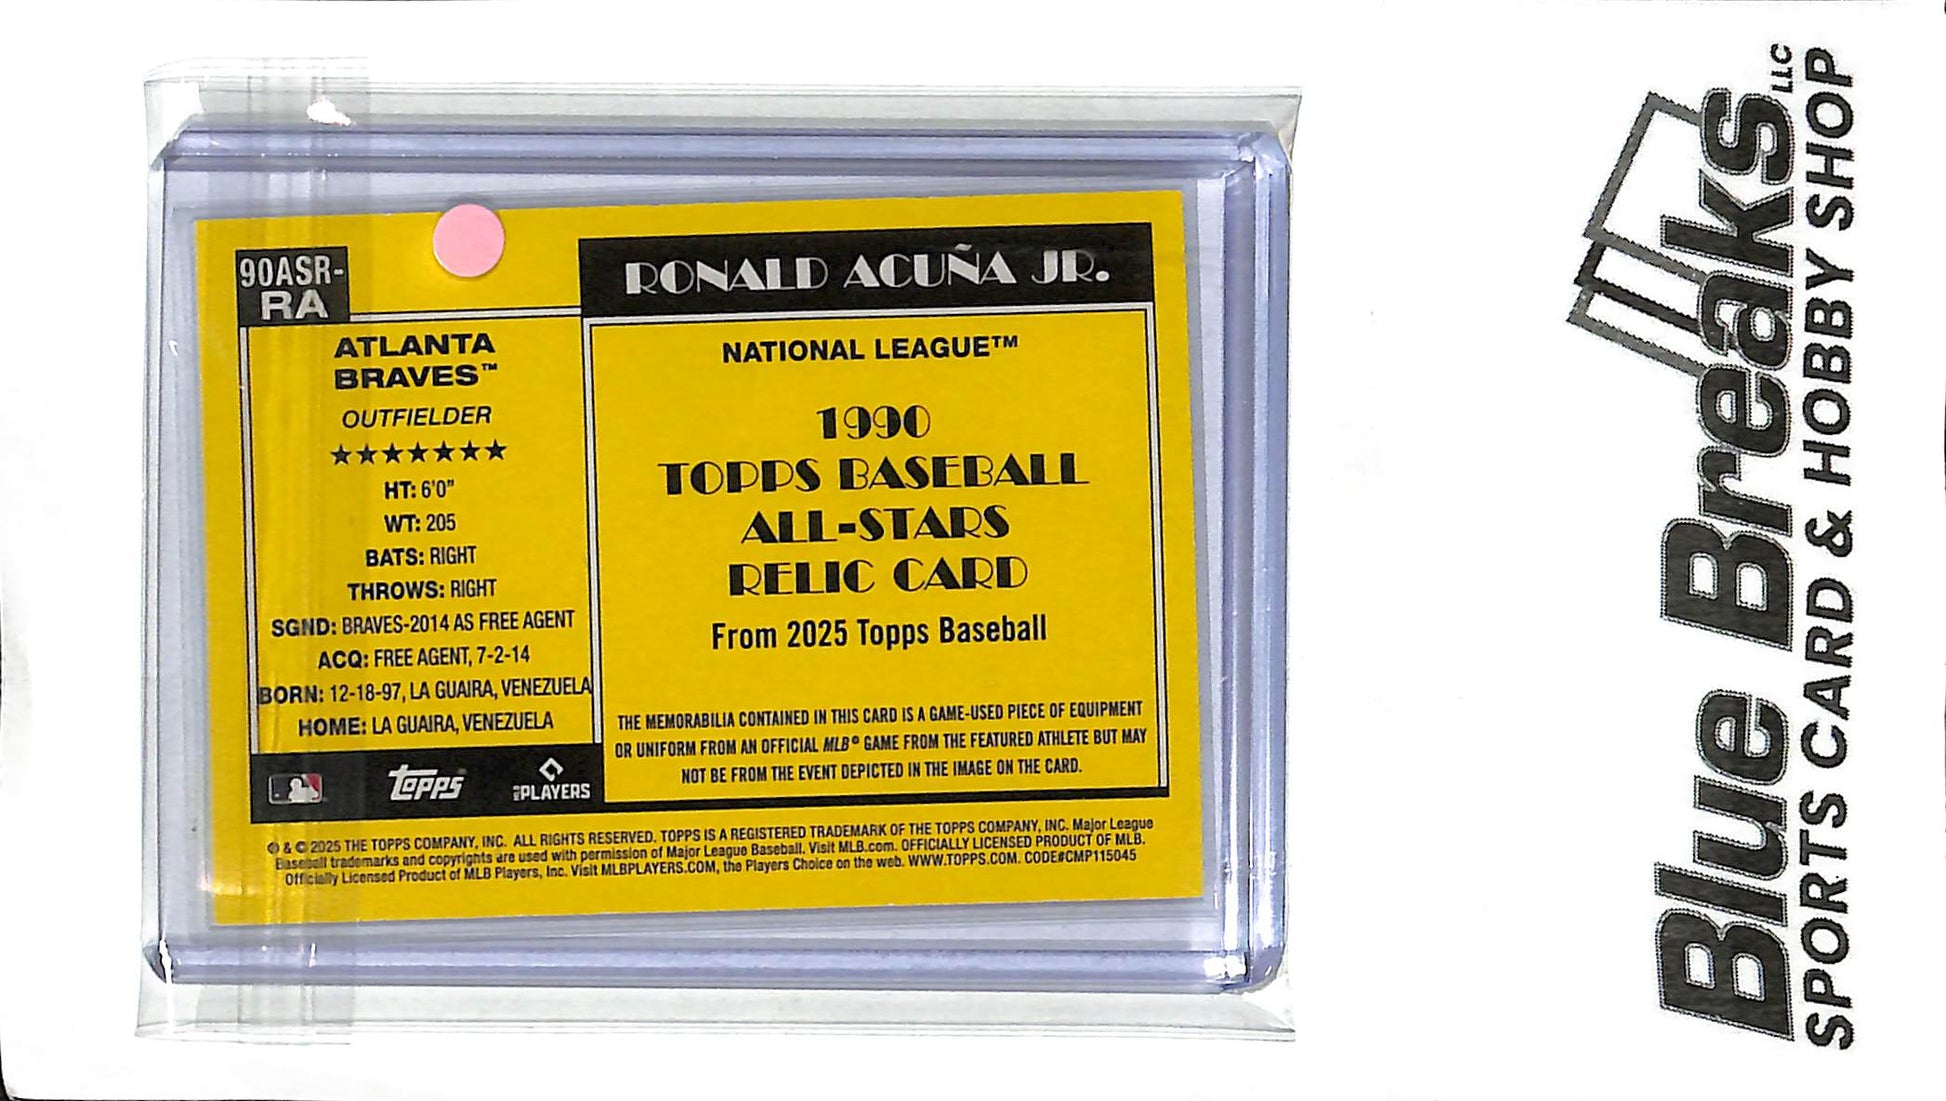 90ASR-
RA
RONALD ACUÑA JR.
ATLANTA
BRAVES™
OUTFIELDER
★★★★★★★
HT: 6'0"
WT: 205
BATS: RIGHT
THROWS: RIGHT
SGND: BRAVES-2014 AS FREE AGENT
ACQ: FREE AGENT, 7-2-14
BORN: 12-18-97, LA GUAIRA, VENEZUELA
HOME: LA GUAIRA, VENEZUELA
NATIONAL LEAGUE™
1990
TOPPS BASEBALL
ALL-STARS
RELIC CARD
From 2025 Topps Baseball
THE MEMORABILIA CONTAINED IN THIS CARD IS A GAME-USED PIECE OF EQUIPMENT
OR UNIFORM FROM AN OFFICIAL MLB® GAME FROM THE FEATURED ATHLETE BUT MAY
NOT BE FROM THE EVENT DEPICTED IN THE IMAGE ON THE CARD.
topps
PLAYERS
& © 2025 THE TOPPS COMPANY, INC. ALL RIGHTS RESERVED. TOPPS IS A REGISTERED TRADEMARK OF THE TOPPS COMPANY, INC. Major League
Baseball trademarks and copyrights are used with permission of Major League Baseball. Visit MLB.com. OFFICIALLY LICENSED PRODUCT OF MLB.
Officially Licensed Product of MLB Players, Inc. Visit MLBPLAYERS.COM, the Players Choice on the web. WWW.TOPPS.COM. CODE#CMP115045
Blue Breaks LLC
SPORTS CARD & HOBBY SHOP